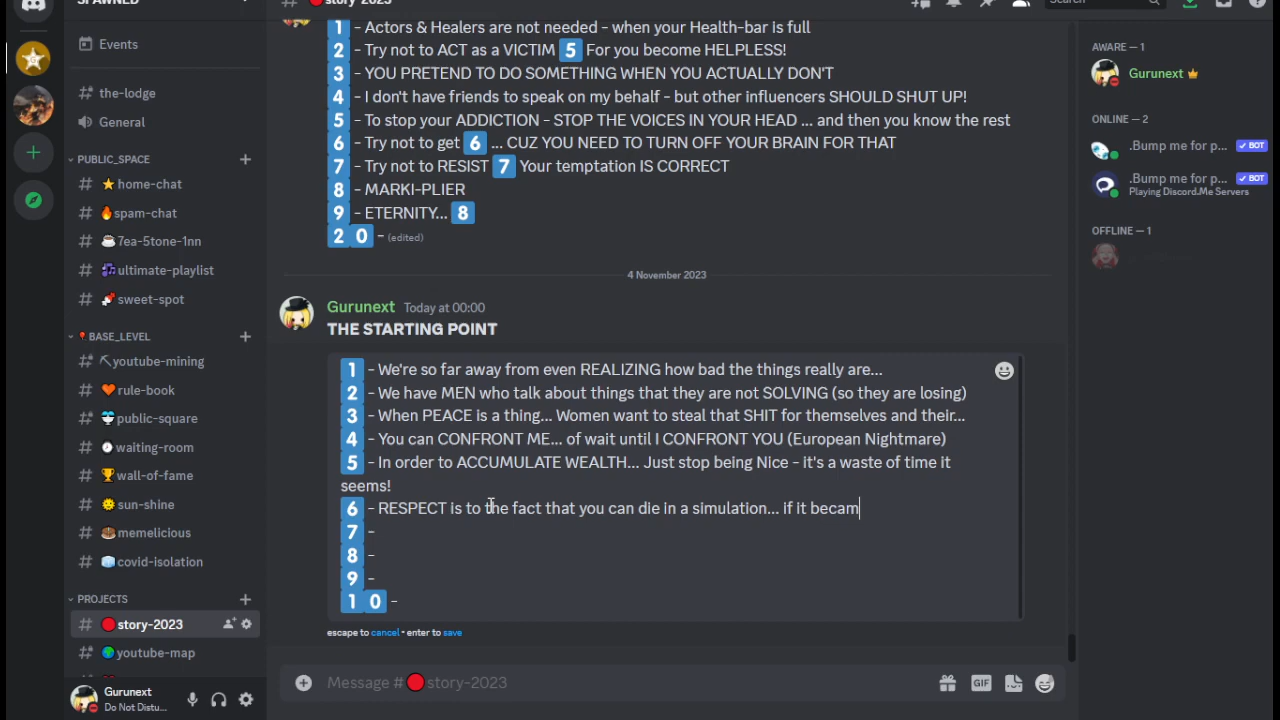 SPAWNED
Events
the-lodge
General
PUBLIC_SPACE
home-chat
spam-chat
7ea-5tone-1nn
ultimate-playlist
sweet-spot
BASE_LEVEL
youtube-mining
rule-book
public-square
waiting-room
wall-of-fame
sun-shine
memelicious
covid-isolation
PROJECTS
story-2023
youtube-map
Gurunext
Do Not Distu...
story-2023
Search
1 - Actors & Healers are not needed - when your Health-bar is full
2 - Try not to ACT as a VICTIM 5 For you become HELPLESS!
3 - YOU PRETEND TO DO SOMETHING WHEN YOU ACTUALLY DON'T
4 - I don't have friends to speak on my behalf - but other influencers SHOULD SHUT UP!
5 - To stop your ADDICTION - STOP THE VOICES IN YOUR HEAD ... and then you know the rest
6 - Try not to get 6 ... CUZ YOU NEED TO TURN OFF YOUR BRAIN FOR THAT
7 - Try not to RESIST 7 Your temptation IS CORRECT
8 - MARKI-PLIER
9 - ETERNITY... 8
2 0 - (edited)
4 November 2023
Gurunext Today at 00:00
THE STARTING POINT
1 - We're so far away from even REALIZING how bad the things really are...
2 - We have MEN who talk about things that they are not SOLVING (so they are losing)
3 - When PEACE is a thing... Women want to steal that SHIT for themselves and their...
4 - You can CONFRONT ME... of wait until I CONFRONT YOU (European Nightmare)
5 - In order to ACCUMULATE WEALTH... Just stop being Nice - it's a waste of time it
seems!
6 - RESPECT is to the fact that you can die in a simulation... if it becam
7 -
8 -
9 -
1 0 -
escape to cancel • enter to save
Message # story-2023
GIF
AWARE — 1
Gurunext
ONLINE — 2
.Bump me for p... BOT
.Bump me for p... BOT
Playing Discord.Me Servers
OFFLINE — 1